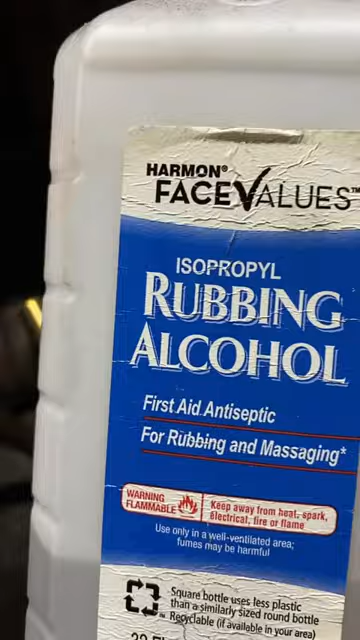 HARMON®
FACEVALUES™
ISOPROPYL
RUBBING
ALCOHOL
First Aid Antiseptic
For Rubbing and Massaging*
WARNING
FLAMMABLE
Keep away from heat, spark,
electrical, fire or flame
Use only in a well-ventilated area;
fumes may be harmful
Square bottle uses less plastic
than a similarly sized round bottle
Recyclable (if available in your area)